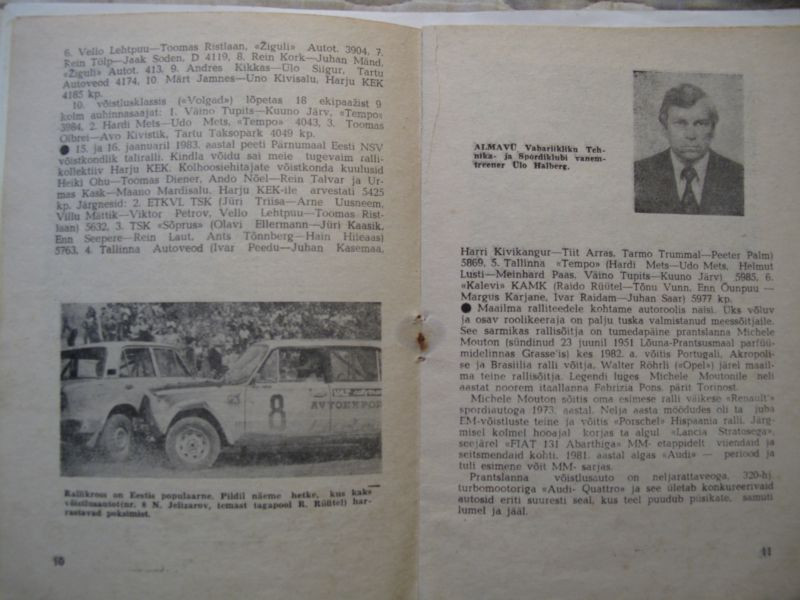 6. Vello Lehtpuu—Toomas Ristlaan, «Žiguli» Autot. 3904, 7.
Rein Tölp—Jaak Soden, D 4119, 8. Rein Kork—Juhan Mänd,
«Žiguli» Autot. 413, 9. Andres Kikkas—Ülo Silgur, Tartu
Autoveod 4174, 10. Märt Jamnes—Uno Kivisalu, Harju KEK
4185 kp.
10. võistlusklassis («Volgad») lõpetas 18 ekipaažist 9
kolm auhinnasaajat: 1. Väino Tupits—Kuuno Järv, «Tempo»
3984, 2. Hardi Mets—Udo Mets, «Tempo» 4043, 3. Toomas
Olbrei—Avo Kivistik, Tartu Taksopark 4049 kp.
● 15. ja 16. jaanuaril 1983. aastal peeti Pärnumaal Eesti NSV
võistkondlik taliralli. Kindla võidu sai meie tugevaim ralli-
kollektiiv Harju KEK. Kolhoosiehitajate võistkonda kuulusid
Heiki Ohu—Toomas Diener, Ando Nõel—Rein Talvar ja Ur-
mas Kask—Maano Mardisalu. Harju KEK-ile arvestati 5425
kp. Järgnesid: 2. ETKVL TSK (Jüri Triisa—Arne Uusneem,
Villu Mättik—Viktor Petrov, Vello Lehtpuu—Toomas Rist-
laan) 5632, 3. TSK «Sõprus» (Olavi Ellermann—Jüri Kaasik,
Enn Seepere—Rein Laut, Ants Tõnnberg—Hain Hileaas)
5763, 4. Tallinna Autoveod (Ivar Peedu—Juhan Kasemaa,
8
AVTOEXPOR
Rallikross on Eestis populaarne. Pildil näeme hetke, kus kaks
võistlusautot(nr. 8 N. Jelizarov, temast tagapool R. Rüütel) har-
rastavad poksimist.
10
ALMAVÜ Vabariikliku Teh-
nika- ja Spordiklubi vanem-
treener Ülo Halberg.
Harri Kivikangur—Tiit Arras, Tarmo Trummal—Peeter Palm)
5869, 5. Tallinna «Tempo» (Hardi Mets—Udo Mets, Helmut
Lusti—Meinhard Paas, Väino Tupits—Kuuno Järv) 5985, 6.
«Kalevi» KAMK (Raido Rüütel—Tõnu Vunn, Enn Õunpuu —
Margus Karjane, Ivar Raidam—Juhan Saar) 5977 kp.
● Maailma ralliteedele kohtame autoroolis naisi. Üks võluv
ja osav roolikeeraja on palju tuska valmistanud meessõitjaile.
See sarmikas rallisõitja on tumedapäine prantslanna Michele
Mouton (sündinud 23 juunil 1951 Lõuna-Prantsusmaal parfüü-
midelinnas Grasse'is) kes 1982. a. võitis Portugali, Akropoli-
se ja Brasiilia ralli võitja, Walter Röhrli («Opel») järel maail-
ma teine rallisõitja. Legendi luges Michele Moutonile neli
aastat noorem itaallanna Fabrizia Pons, pärit Torinost.
Michele Mouton sõitis oma esimese ralli väikese «Renault»
spordiautoga 1973. aastal. Nelja aasta möödudes oli ta juba
EM-võistluste teine ja võitis «Porschel» Hispaania ralli. Järg-
misel kolmel hooajal korjas ta algul «Lancia Stratosega»,
seejärel «FIAT 131 Abarthiga» MM- etappidelt viiendaid ja
seitsmendaid kohti. 1981. aastal algas «Audi» — periood ja
tuli esimene võit MM- sarjas.
Prantslanna võistlusauto on neljarattaveoga, 320-hj.
turbomootoriga «Audi- Quattro» ja see ületab konkureerivaid
autosid eriti suuresti seal, kus teel puudub püsikate, samuti
lumel ja jääl.
11